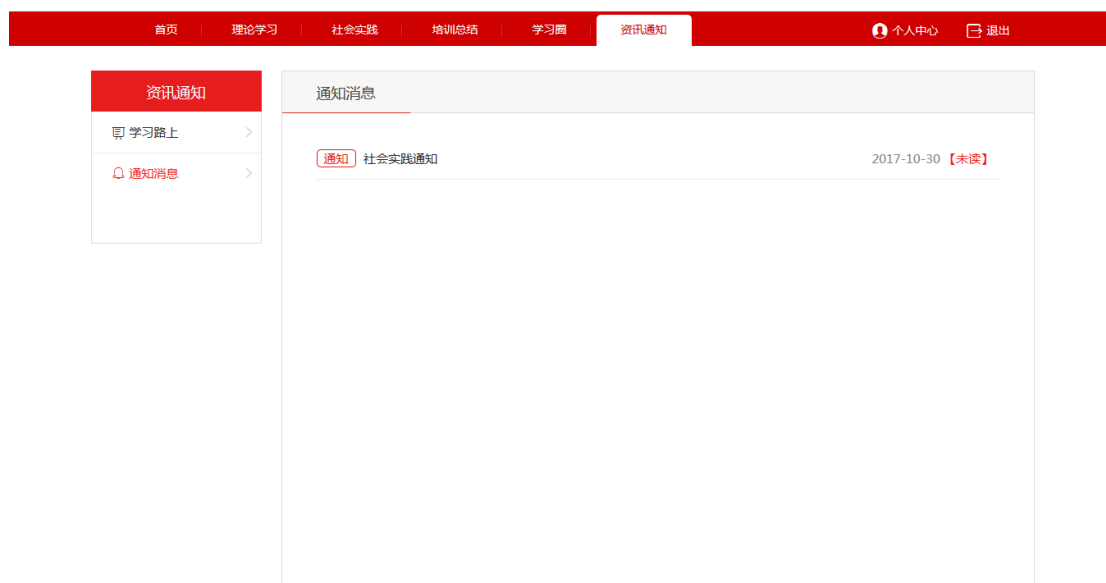 首页 理论学习 社会实践 培训总结 学习圈 资讯通知 个人中心 退出
资讯通知
学习路上
通知消息
通知消息
通知 社会实践通知 2017-10-30【未读】